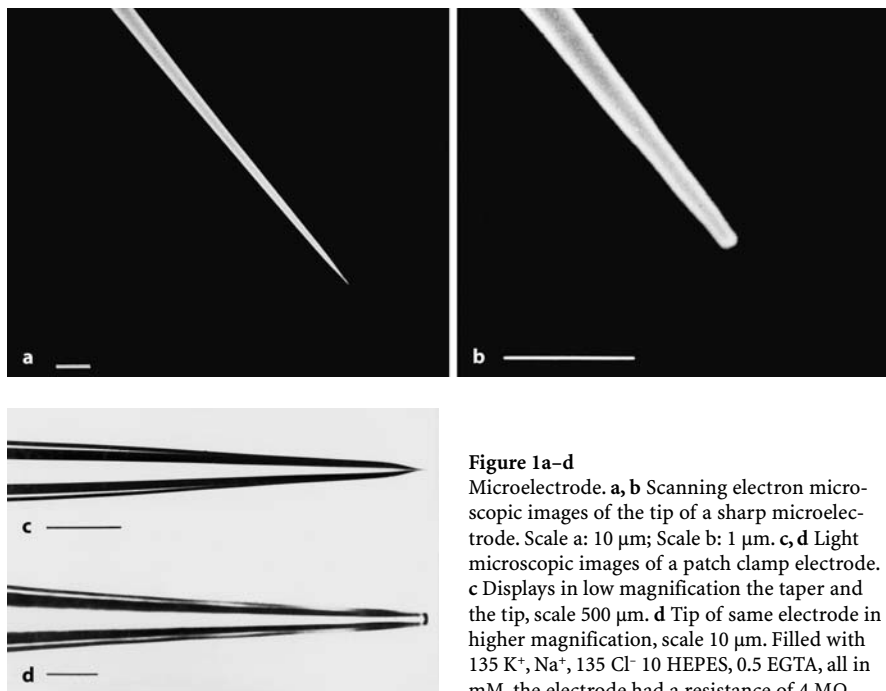 a
b
c
d
Figure 1a–d
Microelectrode. a, b Scanning electron micro-
scopic images of the tip of a sharp microelec-
trode. Scale a: 10 µm; Scale b: 1 µm. c, d Light
microscopic images of a patch clamp electrode.
c Displays in low magnification the taper and
the tip, scale 500 µm. d Tip of same electrode in
higher magnification, scale 10 µm. Filled with
135 K⁺, Na⁺, 135 Cl⁻ 10 HEPES, 0.5 EGTA, all in
mM, the electrode had a resistance of 4 MΩ